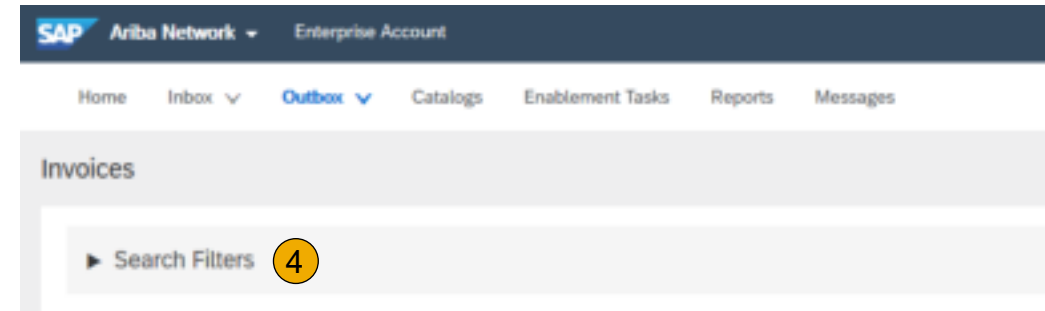 SAP Ariba Network Enterprise Account
Home Inbox Outbox Catalogs Enablement Tasks Reports Messages
Invoices
Search Filters 4